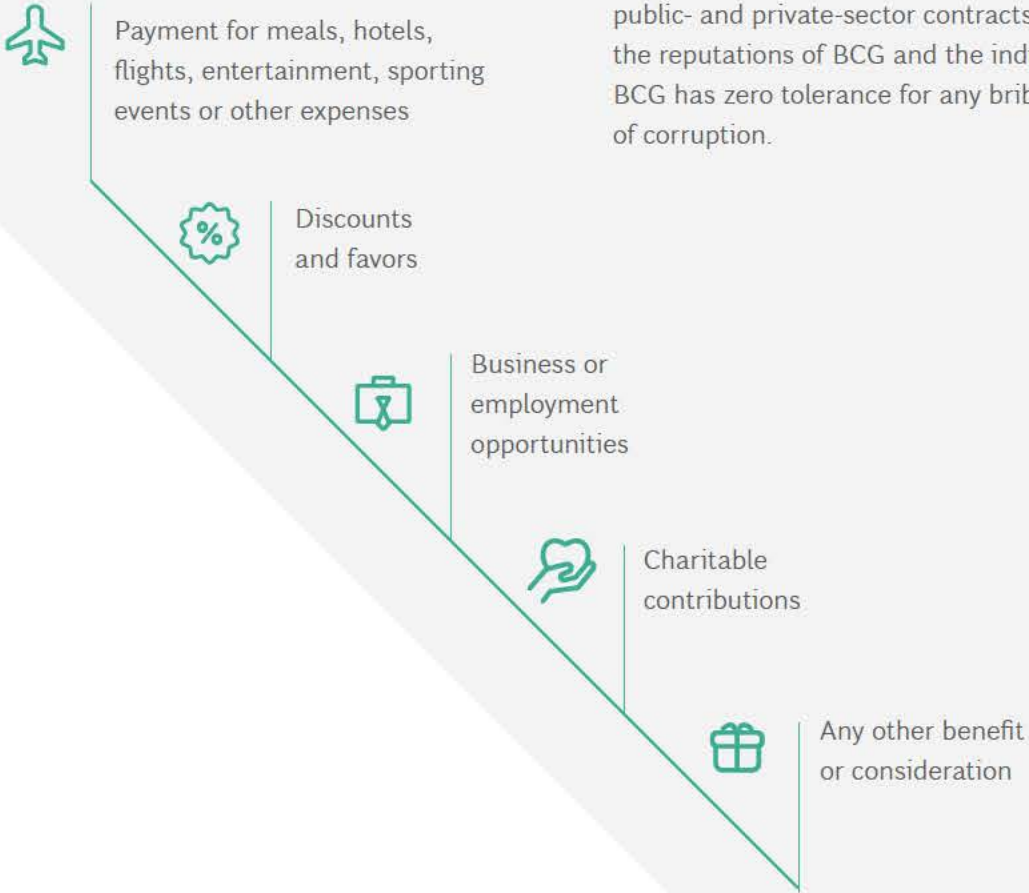 Payment for meals, hotels,
flights, entertainment, sporting
events or other expenses
public- and private-sector contracts
the reputations of BCG and the ind
BCG has zero tolerance for any brib
of corruption.
%
Discounts
and favors
Business or
employment
opportunities
Charitable
contributions
Any other benefit
or consideration